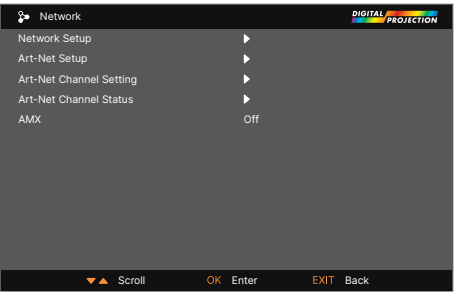 Network
DIGITAL PROJECTION
Network Setup
Art-Net Setup
Art-Net Channel Setting
Art-Net Channel Status
AMX Off
Scroll OK Enter EXIT Back